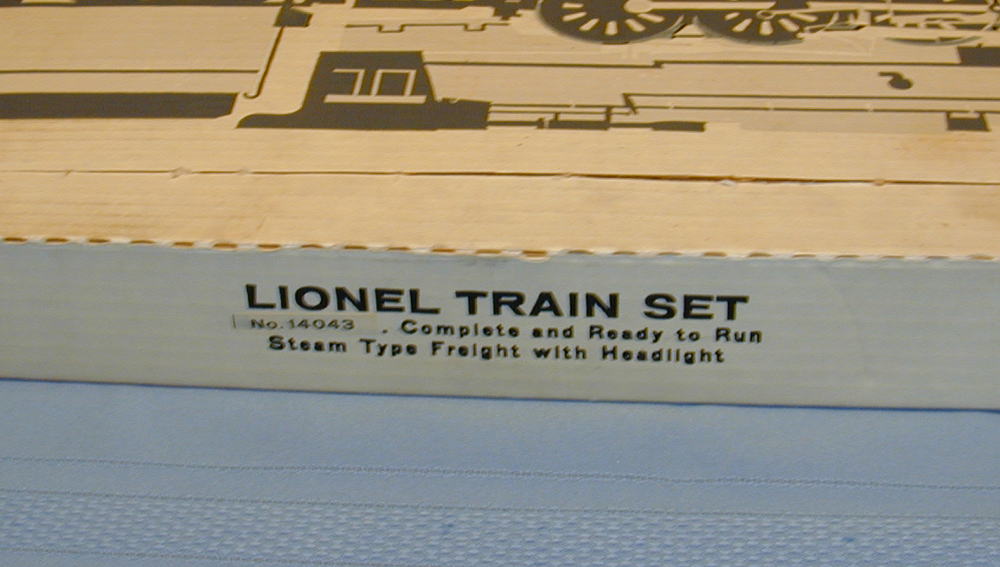 LIONEL TRAIN SET
No. 14043 . Complete and Ready to Run
Steam Type Freight with Headlight